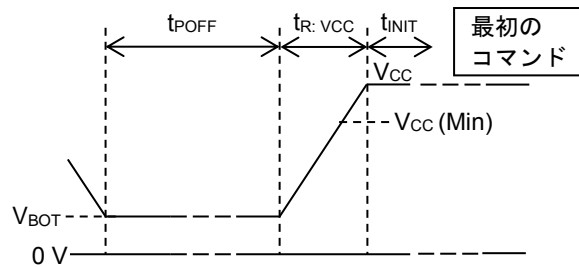 tPOFF tR: VCC tINIT
最初の
コマンド
VCC
VCC (Min)
VBOT
0 V